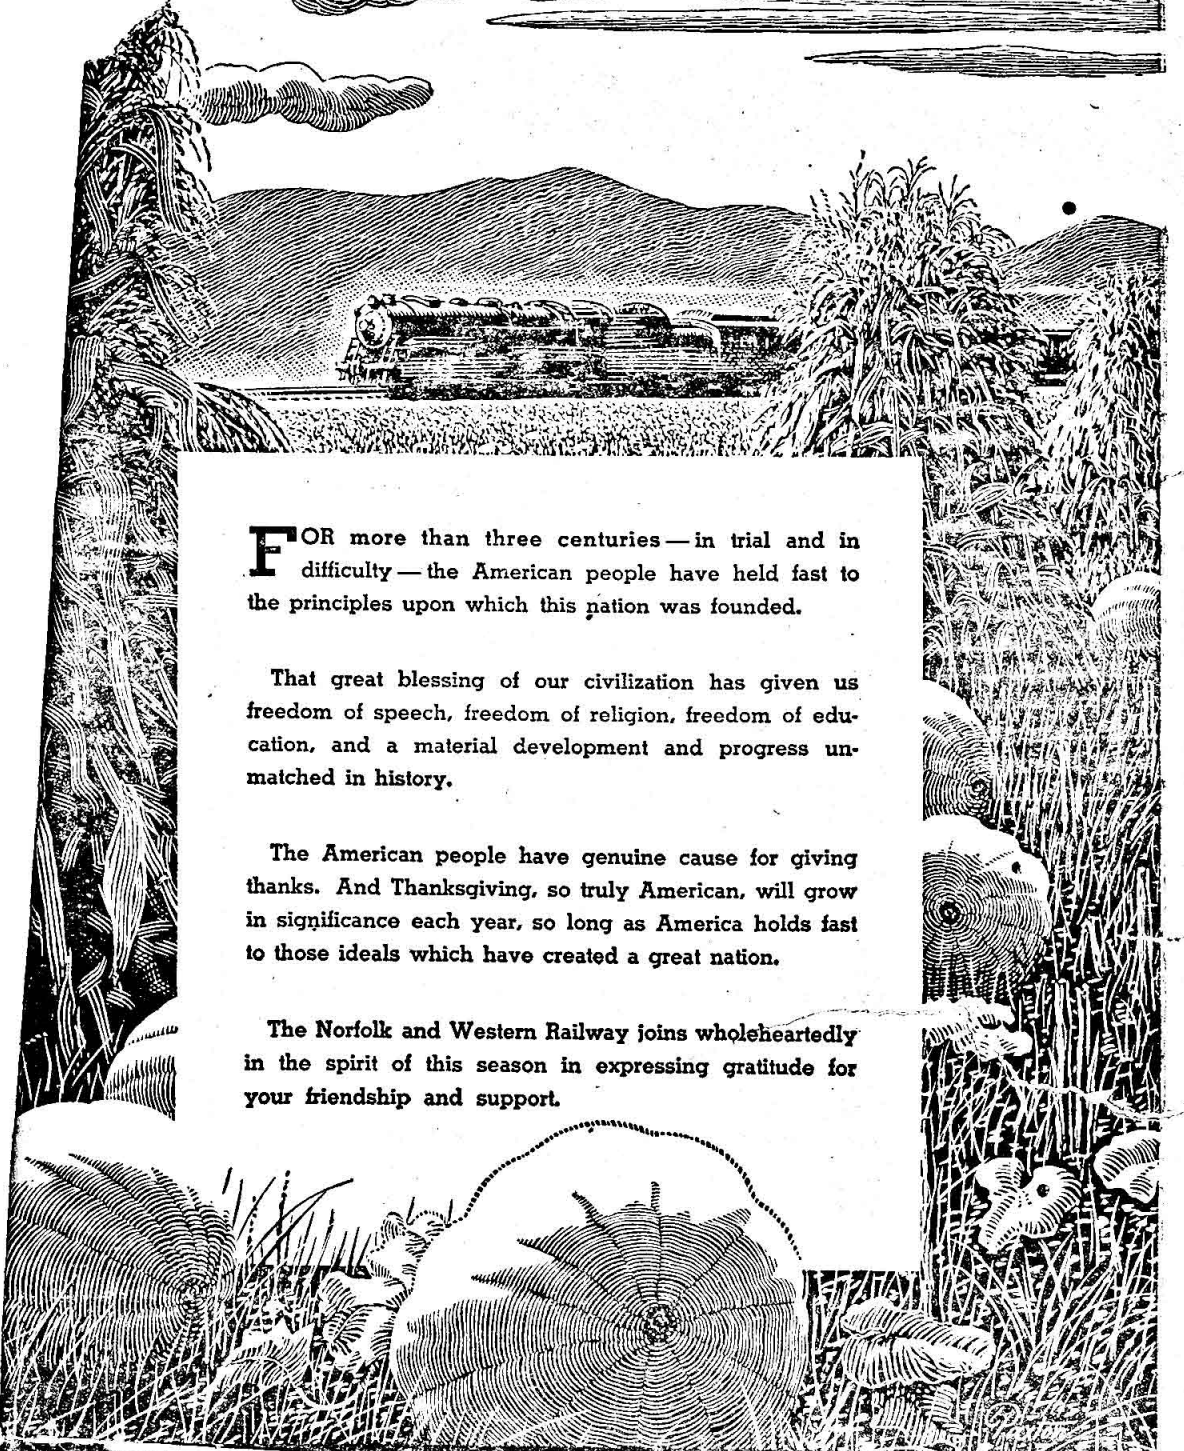 FOR more than three centuries — in trial and in
difficulty — the American people have held fast to
the principles upon which this nation was founded.
That great blessing of our civilization has given us
freedom of speech, freedom of religion, freedom of edu-
cation, and a material development and progress un-
matched in history.
The American people have genuine cause for giving
thanks. And Thanksgiving, so truly American, will grow
in significance each year, so long as America holds fast
to those ideals which have created a great nation.
The Norfolk and Western Railway joins wholeheartedly
in the spirit of this season in expressing gratitude for
your friendship and support.